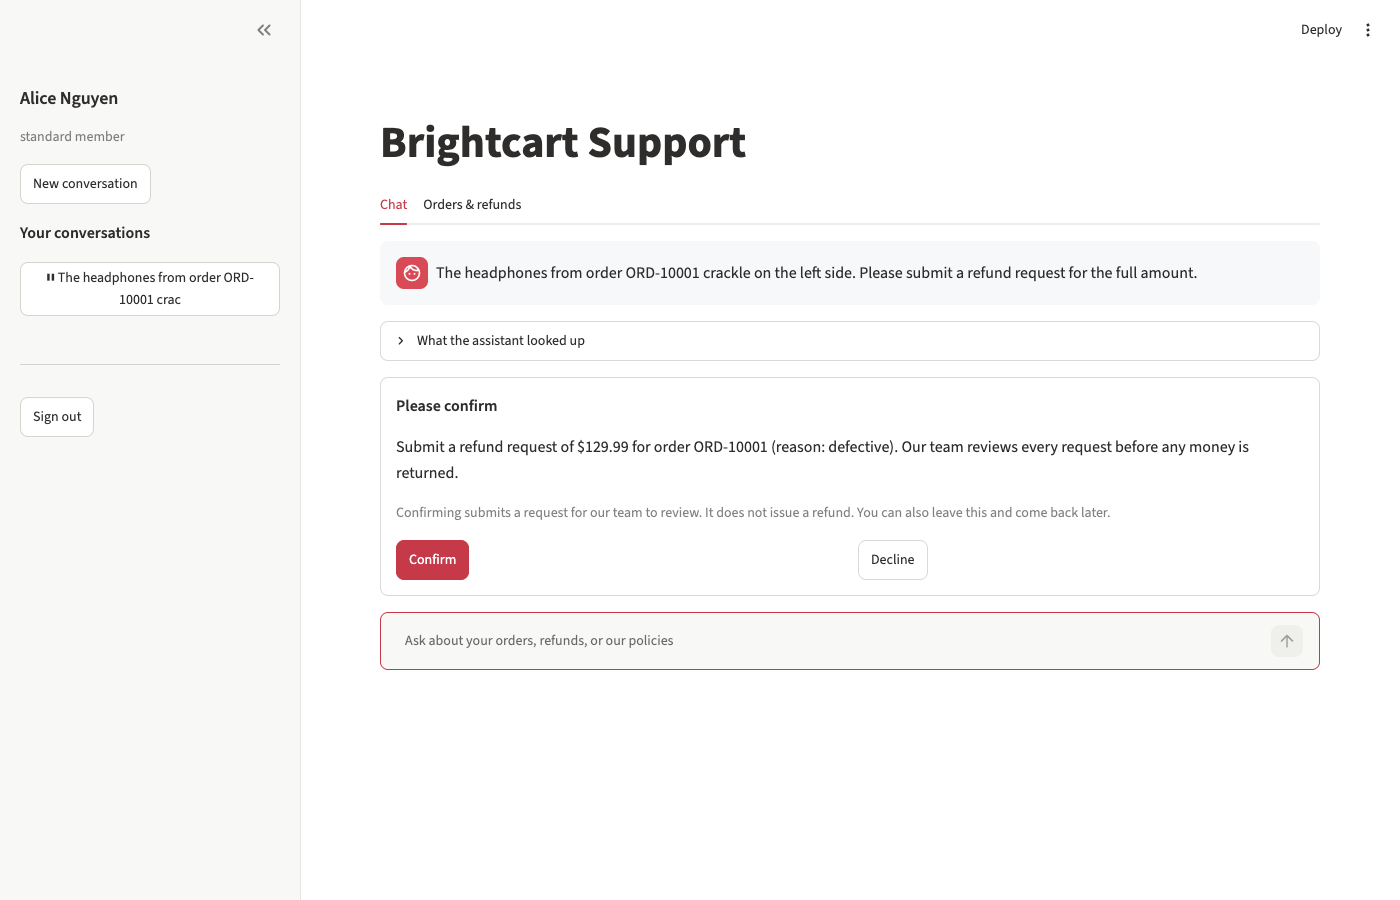 Deploy
Alice Nguyen
standard member
New conversation
Your conversations
The headphones from order ORD-
10001 crac
Sign out
Brightcart Support
Chat
Orders & refunds
The headphones from order ORD-10001 crackle on the left side. Please submit a refund request for the full amount.
What the assistant looked up
Please confirm
Submit a refund request of $129.99 for order ORD-10001 (reason: defective). Our team reviews every request before any money is
returned.
Confirming submits a request for our team to review. It does not issue a refund. You can also leave this and come back later.
Confirm
Decline
Ask about your orders, refunds, or our policies